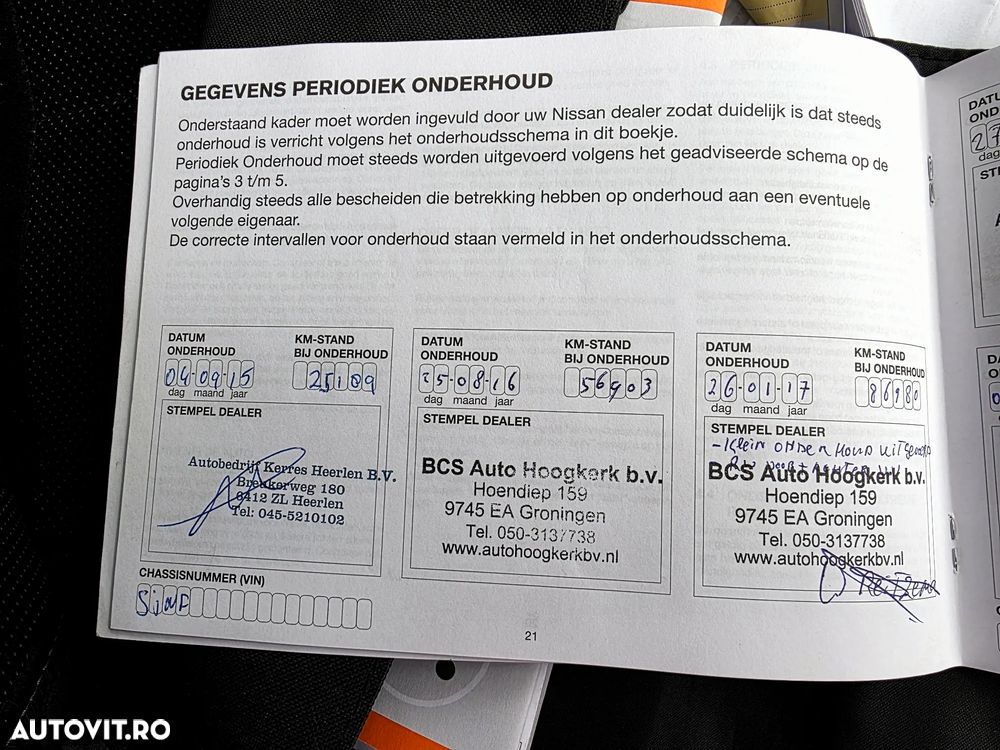 GEGEVENS PERIODIEK ONDERHOUD
Onderstaand kader moet worden ingevuld door uw Nissan dealer zodat duidelijk is dat steeds
onderhoud is verricht volgens het onderhoudsschema in dit boekje.
Periodiek Onderhoud moet steeds worden uitgevoerd volgens het geadviseerde schema op de
pagina's 3 t/m 5.
Overhandig steeds alle bescheiden die betrekking hebben op onderhoud aan een eventuele
volgende eigenaar.
De correcte intervallen voor onderhoud staan vermeld in het onderhoudsschema.
DATUM
ONDERHOUD
KM-STAND
BIJ ONDERHOUD
04-09-15
25109
dag maand jaar
STEMPEL DEALER
Autobedrijf Kerres Heerlen B.V.
Breukerweg 180
6412 ZL Heerlen
Tel: 045-5210102
CHASSISNUMMER (VIN)
DATUM
ONDERHOUD
KM-STAND
BIJ ONDERHOUD
25-08-16
56903
dag maand jaar
STEMPEL DEALER
BCS Auto Hoogkerk b.v.
Hoendiep 159
9745 EA Groningen
Tel. 050-3137738
www.autohoogkerkbv.nl
DATUM
ONDERHOUD
KM-STAND
BIJ ONDERHOUD
26-01-17
86980
dag maand jaar
STEMPEL DEALER
-Klein onderhoud
BCS Auto Hoogkerk b.v.
Hoendiep 159
9745 EA Groningen
Tel. 050-3137738
www.autohoogkerkbv.nl
21
27
dag
AUTOVIT.RO